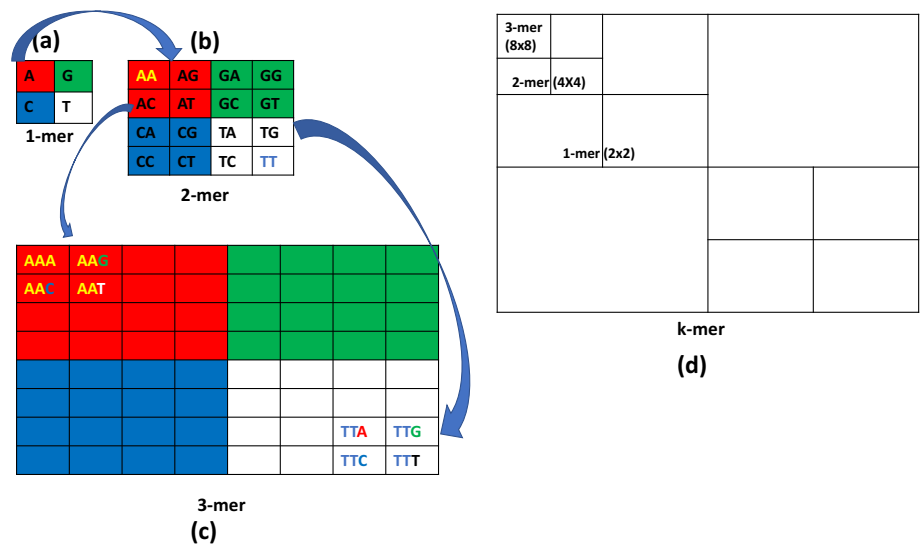 (a)
A G
C T
1-mer
(b)
AA AG GA GG
AC AT GC GT
CA CG TA TG
CC CT TC TT
2-mer
AAA AAG
AAC AAT
TTA TTG
TTC TTT
3-mer
(c)
3-mer
(8x8)
2-mer (4X4)
1-mer (2x2)
k-mer
(d)